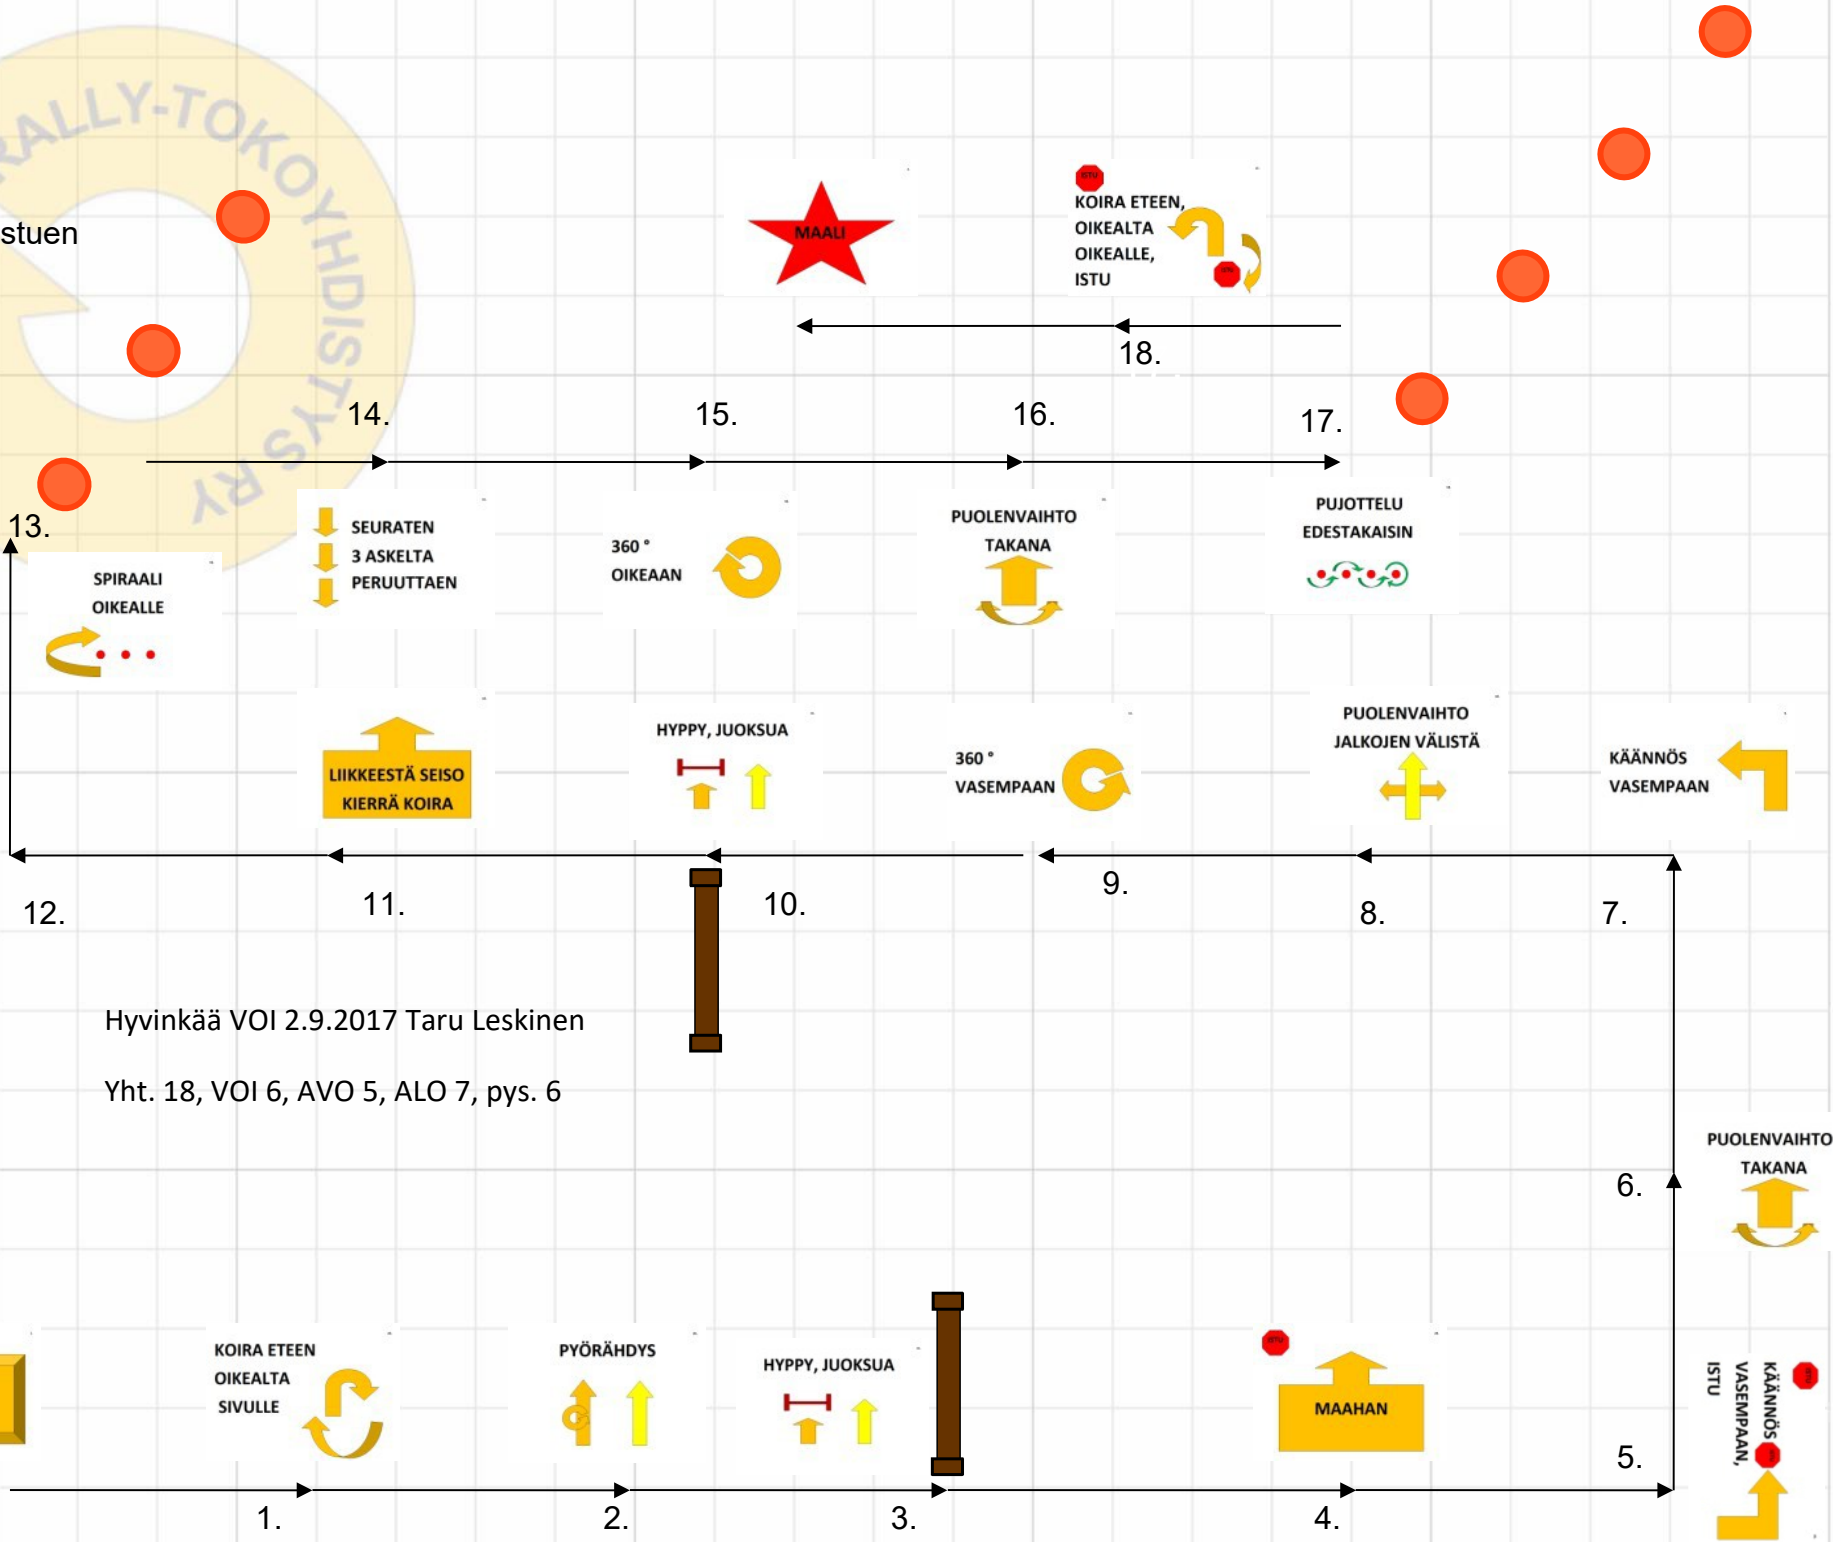 RALLY-TOKOYHDISTYS RY
stuen
MAALI
ISTU
KOIRA ETEEN,
OIKEALTA
OIKEALLE,
ISTU
18.
14.
15.
16.
17.
13.
SPIRAALI
OIKEALLE
SEURATEN
3 ASKELTA
PERUUTTAEN
360 °
OIKEAAN
PUOLENVAIHTO
TAKANA
PUJOTTELU
EDESTAKAISIN
LIIKKEESTÄ SEISO
KIERRÄ KOIRA
HYPPY, JUOKSUA
360 °
VASEMPAAN
PUOLENVAIHTO
JALKOJEN VÄLISTÄ
KÄÄNNÖS
VASEMPAAN
12.
11.
10.
9.
8.
7.
Hyvinkää VOI 2.9.2017 Taru Leskinen
Yht. 18, VOI 6, AVO 5, ALO 7, pys. 6
PUOLENVAIHTO
TAKANA
6.
KOIRA ETEEN
OIKEALTA
SIVULLE
PYÖRÄHDYS
HYPPY, JUOKSUA
ISTU
MAAHAN
KÄÄNNÖS
VASEMPAAN,
ISTU
5.
1.
2.
3.
4.